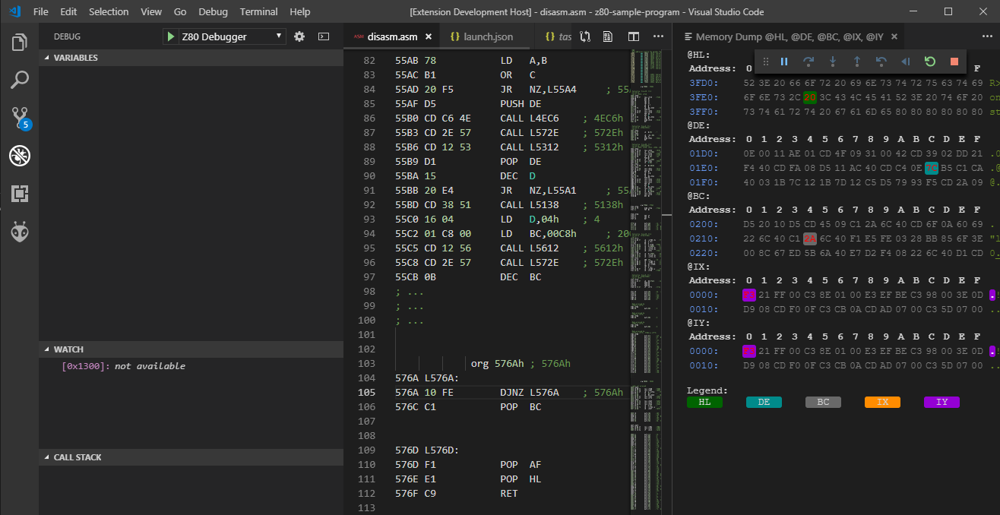 File Edit Selection View Go Debug Terminal Help [Extension Development Host] - disasm.asm - z80-sample-program - Visual Studio Code
DEBUG Z80 Debugger
VARIABLES
WATCH
[0x1300]: not available
CALL STACK
5
ASM disasm.asm × {} launch.json {} tas
82 55AB 78 LD A,B
83 55AC B1 OR C
84 55AD 20 F5 JR NZ,L55A4 ; 55
85 55AF D5 PUSH DE
86 55B0 CD C6 4E CALL L4EC6 ; 4EC6h
87 55B3 CD 2E 57 CALL L572E ; 572Eh
88 55B6 CD 12 53 CALL L5312 ; 5312h
89 55B9 D1 POP DE
90 55BA 15 DEC D
91 55BB 20 E4 JR NZ,L55A1 ; 55
92 55BD CD 38 51 CALL L5138 ; 5138h
93 55C0 16 04 LD D,04h ; 4
94 55C2 01 C8 00 LD BC,00C8h ; 20
95 55C5 CD 12 56 CALL L5612 ; 5612h
96 55C8 CD 2E 57 CALL L572E ; 572Eh
97 55CB 0B DEC BC
98 ; ...
99 ; ...
100 ; ...
101
102
103 org 576Ah ; 576Ah
104 576A L576A:
105 576A 10 FE DJNZ L576A ; 576Ah
106 576C C1 POP BC
107
108
109 576D L576D:
110 576D F1 POP AF
111 576E E1 POP HL
112 576F C9 RET
113
Memory Dump @HL, @DE, @BC, @IX, @IY ×
@HL:
Address: 0 F
3FD0: 52 3E 20 66 6F 72 20 69 6E 73 74 72 75 63 74 69 R>
3FE0: 6F 6E 73 2C 20 3C 43 4C 45 41 52 3E 20 74 6F 20 on
3FF0: 73 74 61 72 74 20 67 61 6D 65 80 80 80 80 80 80 st
@DE:
Address: 0 1 2 3 4 5 6 7 8 9 A B C D E F
01D0: 0E 00 11 AE 01 CD 4F 09 31 00 42 CD 39 02 DD 21 .
01E0: F4 40 CD FA 08 D5 11 AC 40 CD C4 0E 7C B5 C1 CA .@
01F0: 40 03 1B 7C 12 1B 7D 12 C5 D5 79 93 F5 CD 2A 09 @.
@BC:
Address: 0 1 2 3 4 5 6 7 8 9 A B C D E F
0200: D5 20 10 D5 CD 45 09 C1 2A 6C 40 CD 6F 0A 60 69 .
0210: 22 6C 40 C1 2A 6C 40 F1 E5 FE 03 28 BB 85 6F 3E "l
0220: 00 8C 67 ED 5B 6A 40 E7 D2 F4 08 22 6C 40 D1 CD
@IX:
Address: 0 1 2 3 4 5 6 7 8 9 A B C D E F
0000: 21 FF 00 C3 8E 01 00 E3 EF BE C3 98 00 3E 0D .
0010: D9 08 CD F0 0F C3 CB 0A CD AD 07 00 C3 5D 07 00 ..
@IY:
Address: 0 1 2 3 4 5 6 7 8 9 A B C D E F
0000: 21 FF 00 C3 8E 01 00 E3 EF BE C3 98 00 3E 0D .
0010: D9 08 CD F0 0F C3 CB 0A CD AD 07 00 C3 5D 07 00 ..
Legend:
HL DE BC IX IY